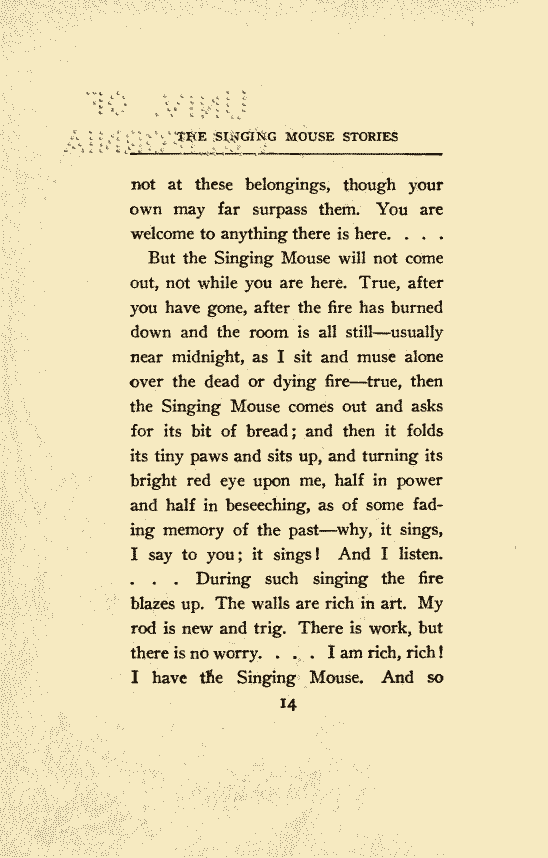 UNIV. OF
CALIFORNIA
THE SINGING MOUSE STORIES
not at these belongings, though your
own may far surpass them. You are
welcome to anything there is here. . . .
But the Singing Mouse will not come
out, not while you are here. True, after
you have gone, after the fire has burned
down and the room is all still—usually
near midnight, as I sit and muse alone
over the dead or dying fire—true, then
the Singing Mouse comes out and asks
for its bit of bread; and then it folds
its tiny paws and sits up, and turning its
bright red eye upon me, half in power
and half in beseeching, as of some fad-
ing memory of the past—why, it sings,
I say to you; it sings! And I listen.
. . . During such singing the fire
blazes up. The walls are rich in art. My
rod is new and trig. There is work, but
there is no worry. . . . I am rich, rich!
I have the Singing Mouse. And so
14